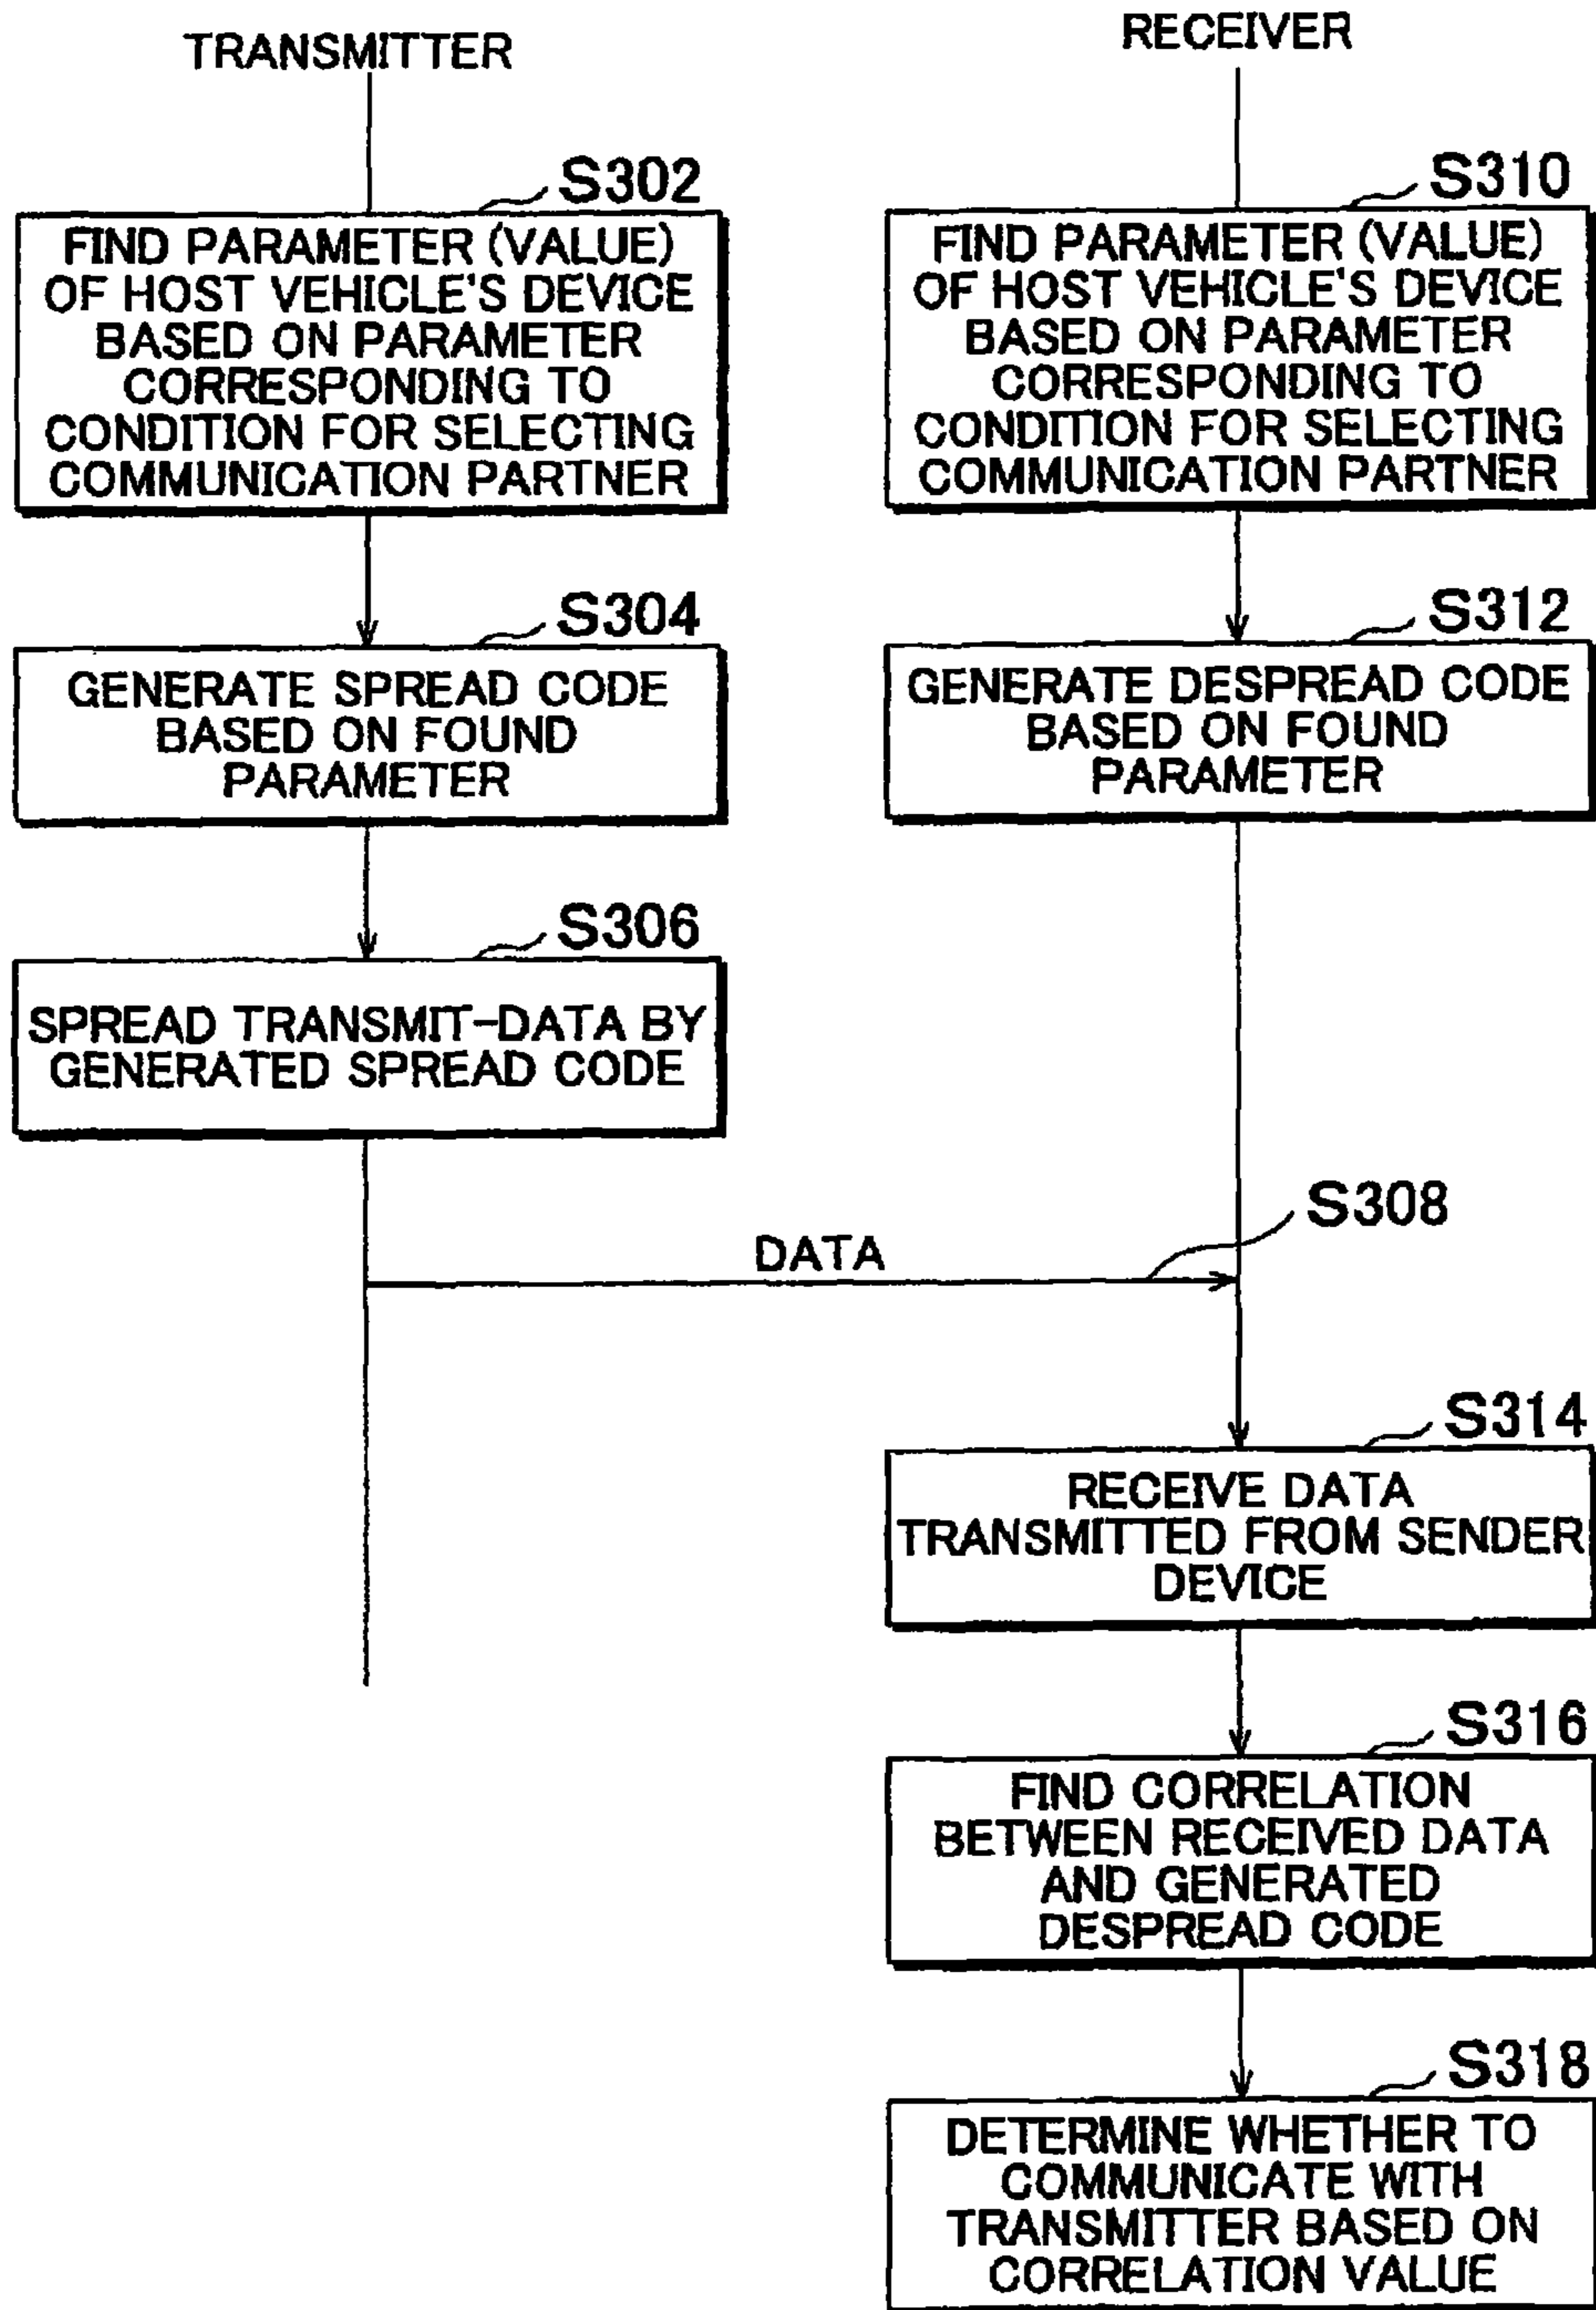 TRANSMITTER
S302
FIND PARAMETER (VALUE)
OF HOST VEHICLE'S DEVICE
BASED ON PARAMETER
CORRESPONDING TO
CONDITION FOR SELECTING
COMMUNICATION PARTNER
S304
GENERATE SPREAD CODE
BASED ON FOUND
PARAMETER
S306
SPREAD TRANSMIT-DATA BY
GENERATED SPREAD CODE
DATA
S308
RECEIVER
S310
FIND PARAMETER (VALUE)
OF HOST VEHICLE'S DEVICE
BASED ON PARAMETER
CORRESPONDING TO
CONDITION FOR SELECTING
COMMUNICATION PARTNER
S312
GENERATE DESPREAD CODE
BASED ON FOUND
PARAMETER
S314
RECEIVE DATA
TRANSMITTED FROM SENDER
DEVICE
S316
FIND CORRELATION
BETWEEN RECEIVED DATA
AND GENERATED
DESPREAD CODE
S318
DETERMINE WHETHER TO
COMMUNICATE WITH
TRANSMITTER BASED ON
CORRELATION VALUE